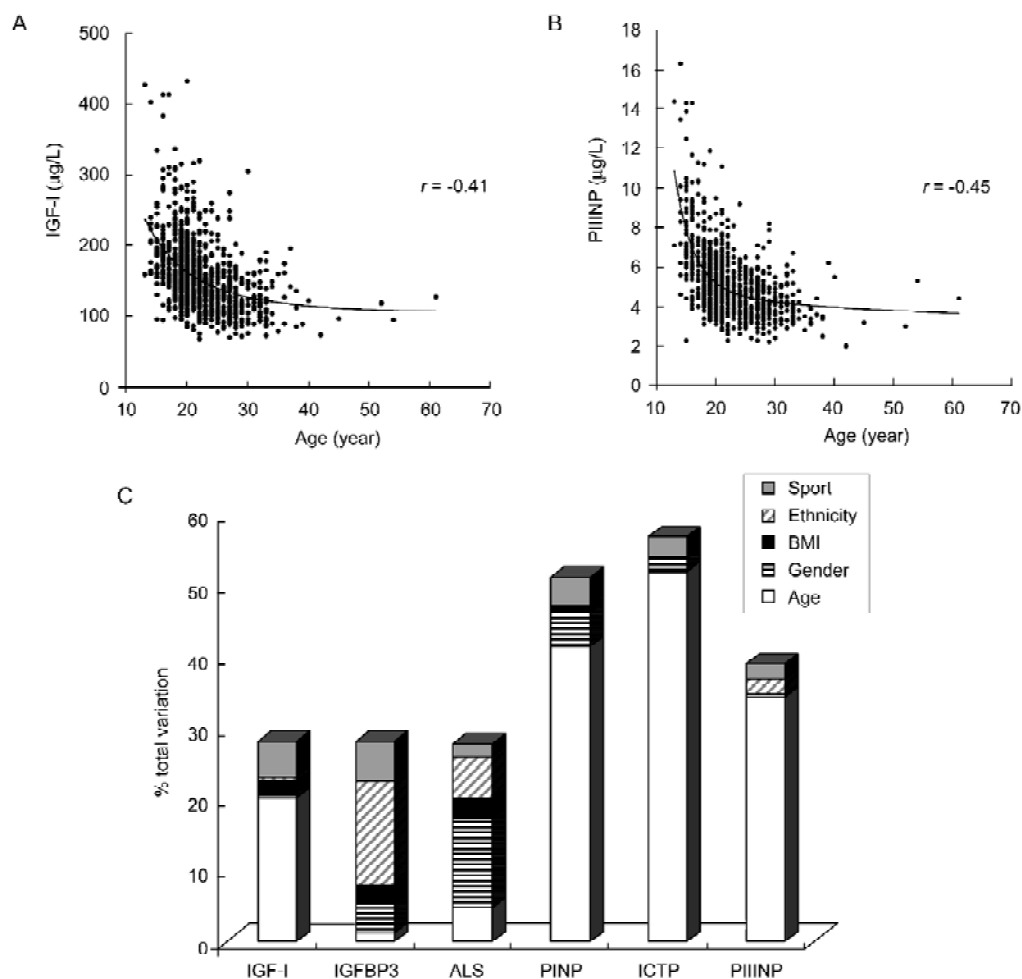 A
500
400
300
200
100
0
IGF-I (µg/L)
r = -0.41
10 20 30 40 50 60 70
Age (year)
B
18
16
14
12
10
8
6
4
2
0
PIIINP (µg/L)
r = -0.45
10 20 30 40 50 60 70
Age (year)
C
Sport
Ethnicity
BMI
Gender
Age
60
50
40
30
20
10
0
% total variation
IGF-I IGFBP3 ALS PINP ICTP PIIINP